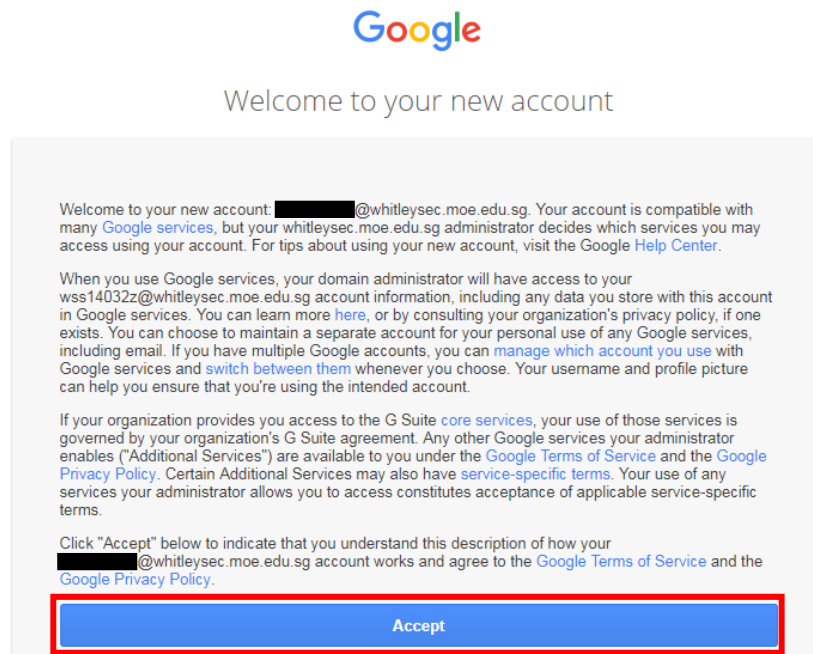 Google
Welcome to your new account
Welcome to your new account: @whitleysec.moe.edu.sg. Your account is compatible with
many Google services, but your whitleysec.moe.edu.sg administrator decides which services you may
access using your account. For tips about using your new account, visit the Google Help Center.
When you use Google services, your domain administrator will have access to your
wss14032z@whitleysec.moe.edu.sg account information, including any data you store with this account
in Google services. You can learn more here, or by consulting your organization's privacy policy, if one
exists. You can choose to maintain a separate account for your personal use of any Google services,
including email. If you have multiple Google accounts, you can manage which account you use with
Google services and switch between them whenever you choose. Your username and profile picture
can help you ensure that you're using the intended account.
If your organization provides you access to the G Suite core services, your use of those services is
governed by your organization's G Suite agreement. Any other Google services your administrator
enables ("Additional Services") are available to you under the Google Terms of Service and the Google
Privacy Policy. Certain Additional Services may also have service-specific terms. Your use of any
services your administrator allows you to access constitutes acceptance of applicable service-specific
terms.
Click "Accept" below to indicate that you understand this description of how your
@whitleysec.moe.edu.sg account works and agree to the Google Terms of Service and the
Google Privacy Policy.
Accept